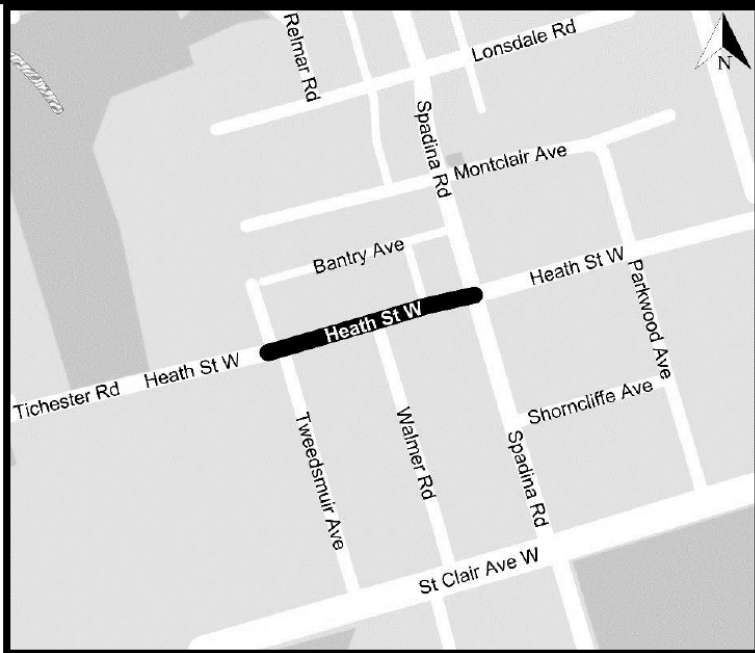 Relmar Rd
Lonsdale Rd
N
Spadina Rd
Montclair Ave
Bantry Ave
Heath St W
Heath St W
Parkwood Ave
Heath St W
Tichester Rd
Shorncliffe Ave
Walmer Rd
Tweedsmuir Ave
Spadina Rd
St Clair Ave W